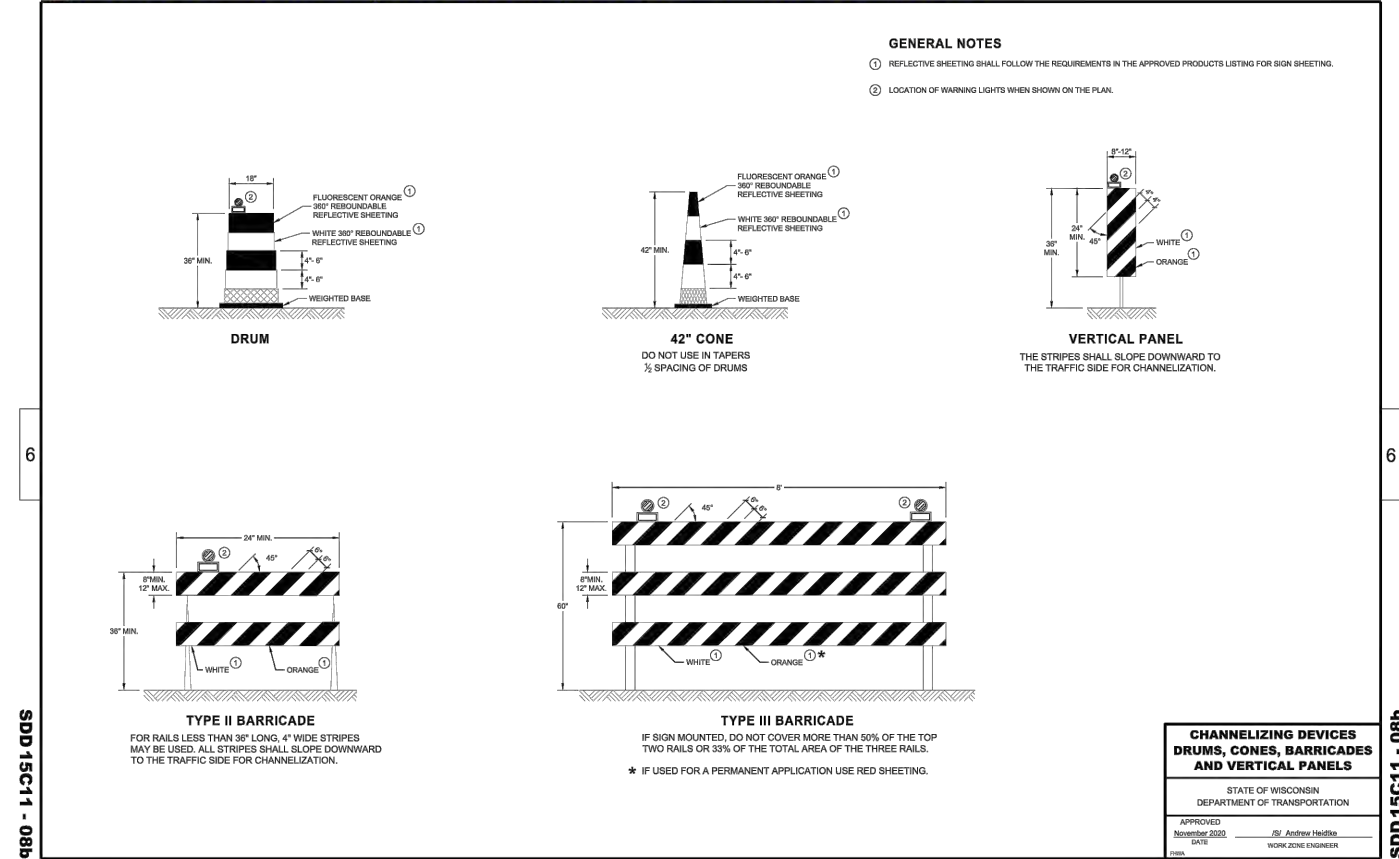 GENERAL NOTES
① REFLECTIVE SHEETING SHALL FOLLOW THE REQUIREMENTS IN THE APPROVED PRODUCTS LISTING FOR SIGN SHEETING.
② LOCATION OF WARNING LIGHTS WHEN SHOWN ON THE PLAN.
18"
②
FLUORESCENT ORANGE ①
360° REBOUNDABLE
REFLECTIVE SHEETING
WHITE 360° REBOUNDABLE ①
REFLECTIVE SHEETING
36" MIN.
4"- 6"
4"- 6"
WEIGHTED BASE
DRUM
FLUORESCENT ORANGE ①
360° REBOUNDABLE
REFLECTIVE SHEETING
WHITE 360° REBOUNDABLE ①
REFLECTIVE SHEETING
42" MIN.
4"- 6"
4"- 6"
WEIGHTED BASE
42" CONE
DO NOT USE IN TAPERS
½ SPACING OF DRUMS
8"-12"
②
4"
4"
24"
MIN.
45°
36"
MIN.
WHITE ①
ORANGE ①
VERTICAL PANEL
THE STRIPES SHALL SLOPE DOWNWARD TO
THE TRAFFIC SIDE FOR CHANNELIZATION.
6
6
24" MIN.
②
45°
6"
6"
8"MIN.
12" MAX.
36" MIN.
WHITE ①
ORANGE ①
TYPE II BARRICADE
FOR RAILS LESS THAN 36" LONG, 4" WIDE STRIPES
MAY BE USED. ALL STRIPES SHALL SLOPE DOWNWARD
TO THE TRAFFIC SIDE FOR CHANNELIZATION.
8'
②
45°
6"
6"
②
8"MIN.
12" MAX.
60"
WHITE ①
ORANGE ① *
TYPE III BARRICADE
IF SIGN MOUNTED, DO NOT COVER MORE THAN 50% OF THE TOP
TWO RAILS OR 33% OF THE TOTAL AREA OF THE THREE RAILS.
* IF USED FOR A PERMANENT APPLICATION USE RED SHEETING.
SDD 15C11 - 08b
SDD 15C11 - 08b
CHANNELIZING DEVICES
DRUMS, CONES, BARRICADES
AND VERTICAL PANELS
STATE OF WISCONSIN
DEPARTMENT OF TRANSPORTATION
APPROVED
November 2020 /S/ Andrew Heidtke
DATE WORK ZONE ENGINEER
FHWA